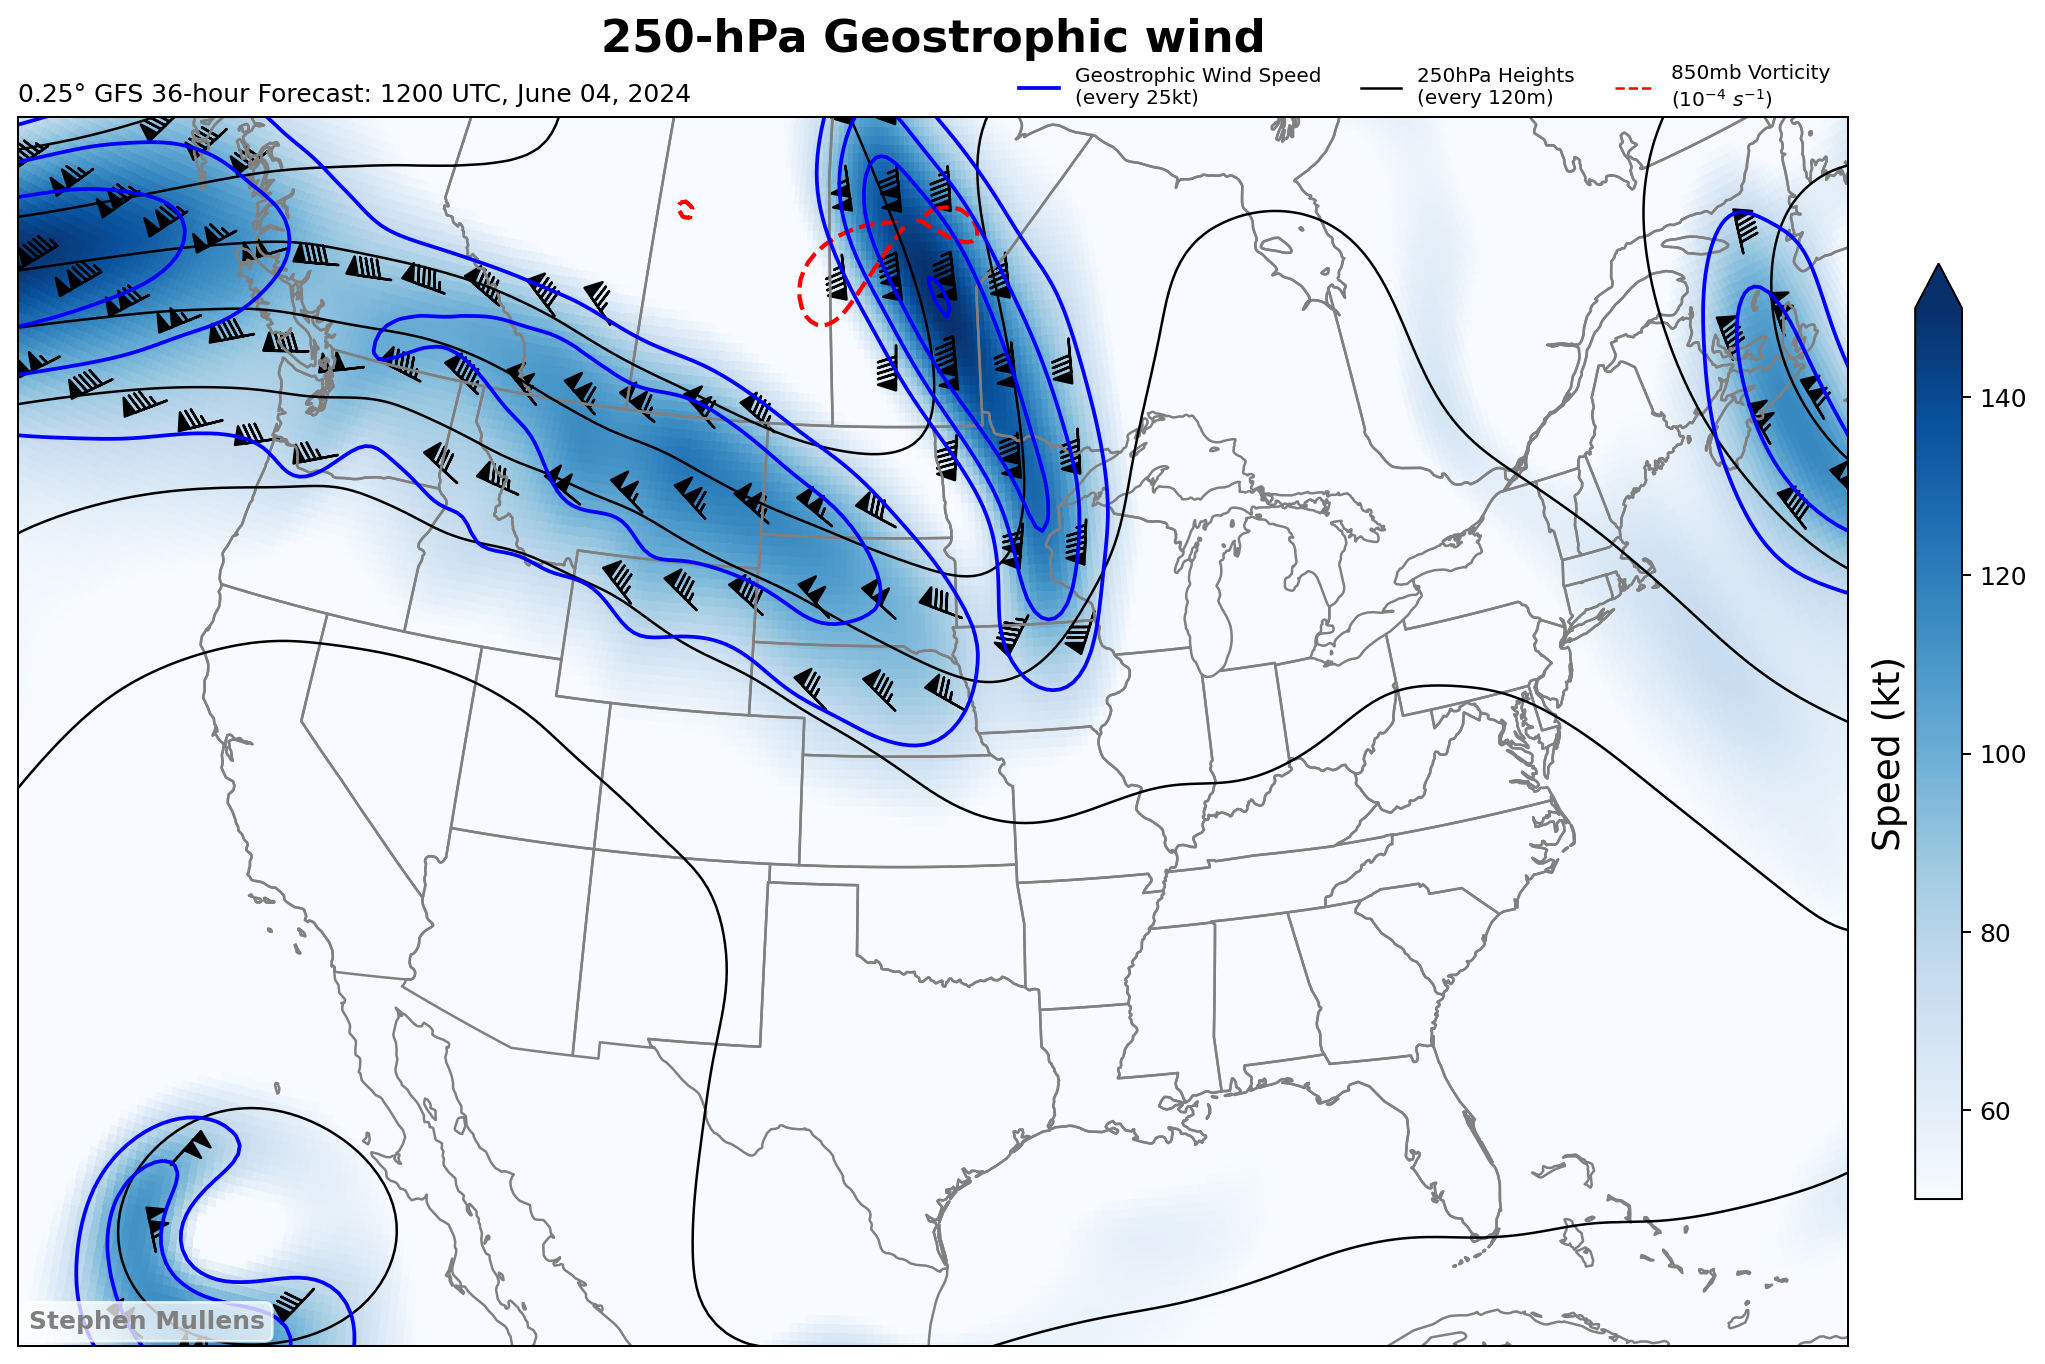 250-hPa Geostrophic wind
0.25° GFS 36-hour Forecast: 1200 UTC, June 04, 2024
Geostrophic Wind Speed
(every 25kt)
250hPa Heights
(every 120m)
850mb Vorticity
(10⁻⁴ s⁻¹)
140
120
100
80
60
Speed (kt)
Stephen Mullens